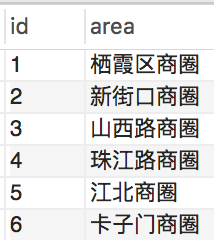 id area
1 栖霞区商圈
2 新街口商圈
3 山西路商圈
4 珠江路商圈
5 江北商圈
6 卡子门商圈